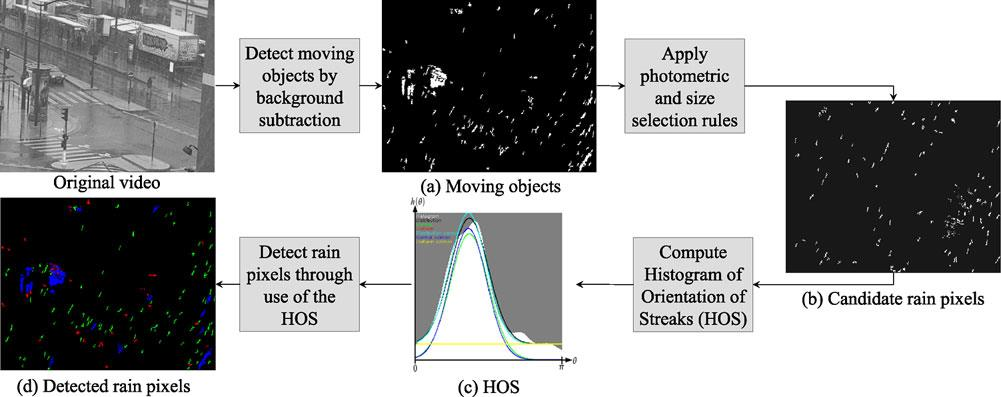 Detect moving
objects by
background
subtraction
Apply
photometric
and size
selection rules
Original video
(a) Moving objects
(b) Candidate rain pixels
Compute
Histogram of
Orientation of
Streaks (HOS)
h(θ)
0
π
θ
(c) HOS
Detect rain
pixels through
use of the
HOS
(d) Detected rain pixels